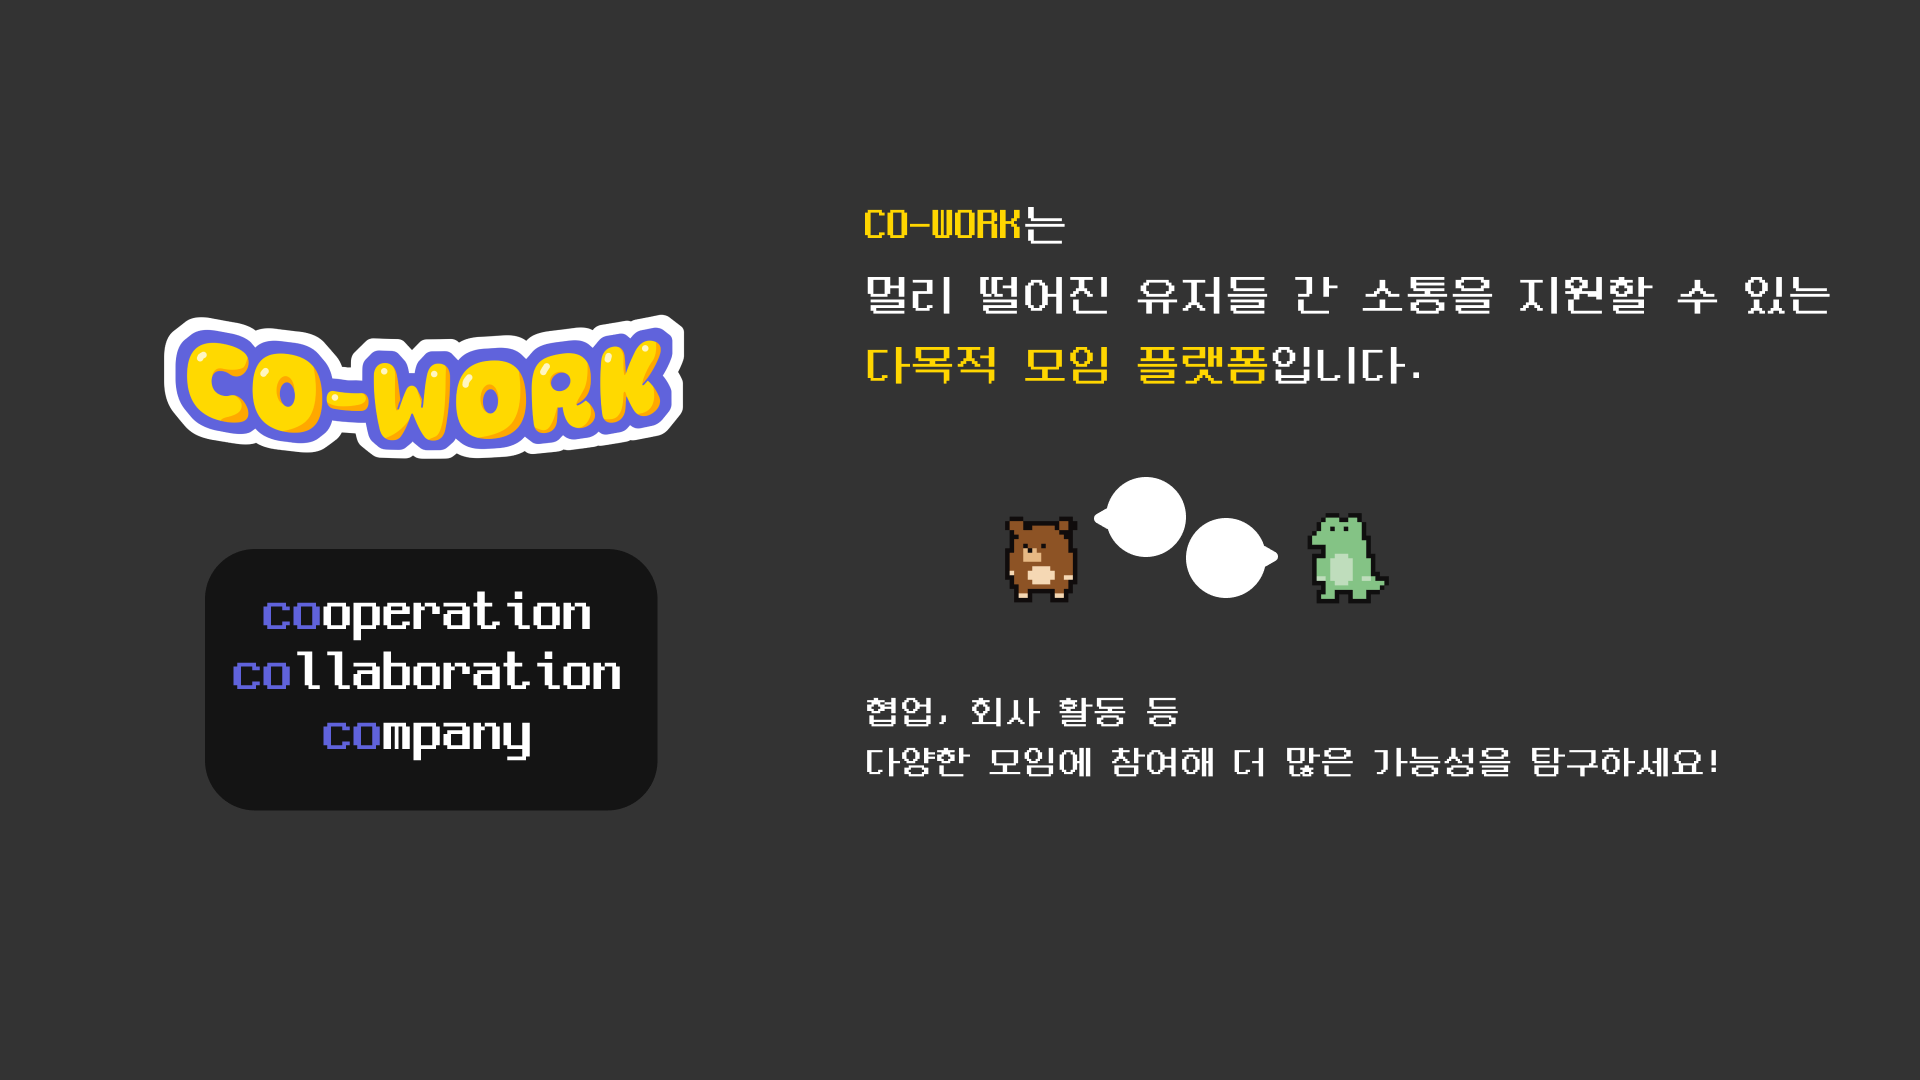 CO-WORK
cooperation
collaboration
company
CO-WORK는
멀리 떨어진 유저들 간 소통을 지원할 수 있는
다목적 모임 플랫폼입니다.
협업, 회사 활동 등
다양한 모임에 참여해 더 많은 가능성을 탐구하세요!